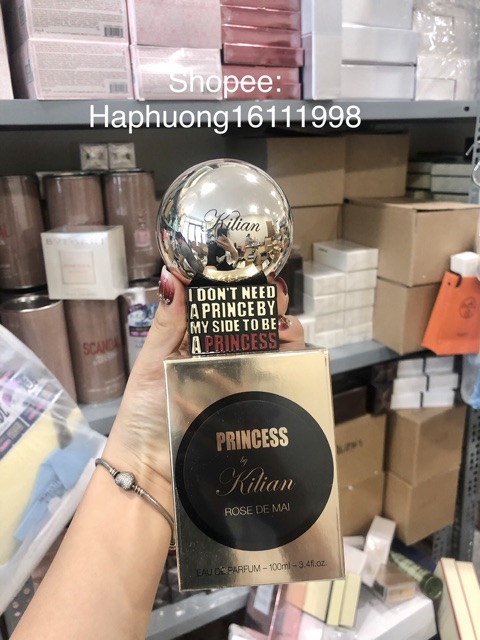 Shopee:
Haphuong16111998
Kilian
I DON'T NEED
A PRINCE BY
MY SIDE TO BE
A PRINCESS
PRINCESS
by
Kilian
ROSE DE MAI
EAU DE PARFUM – 100ml – 3.4fl.oz.
SCANDAL